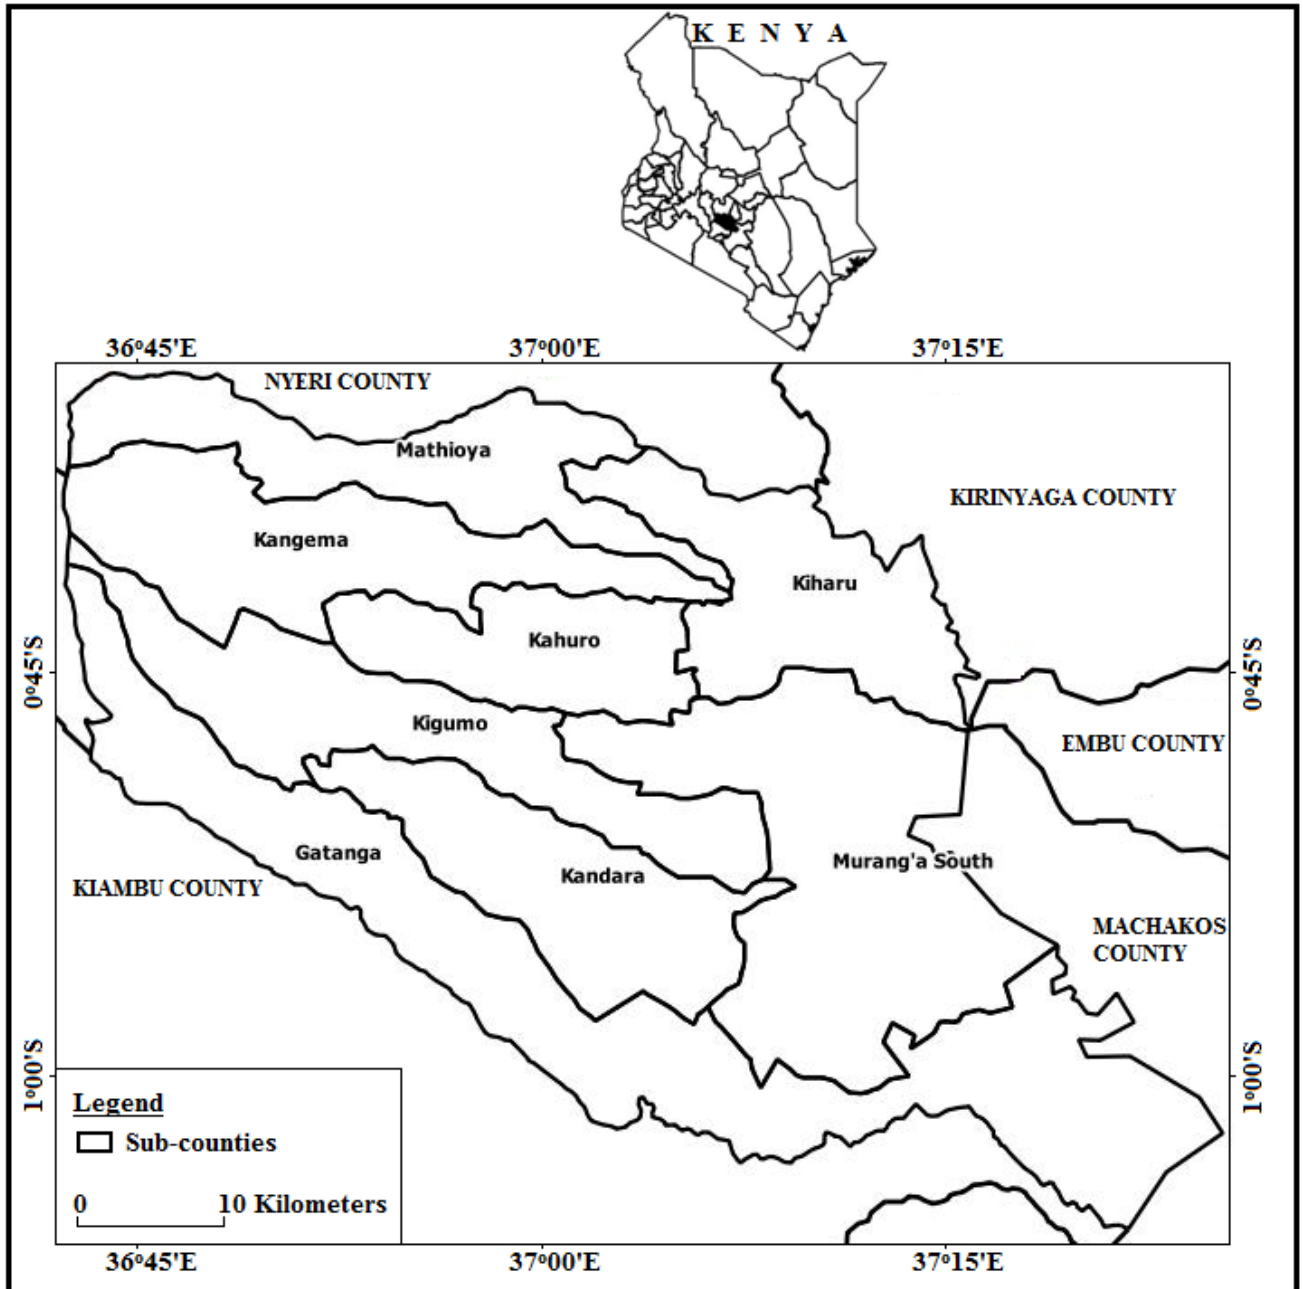 K E N Y A
36°45'E 37°00'E 37°15'E
NYERI COUNTY
Mathioya
KIRINYAGA COUNTY
Kangema
Kiharu
Kahuro
0°45'S 0°45'S
Kigumo
EMBU COUNTY
Gatanga
Murang'a South
Kandara
KIAMBU COUNTY
MACHAKOS
COUNTY
1°00'S 1°00'S
Legend
Sub-counties
0 10 Kilometers
36°45'E 37°00'E 37°15'E